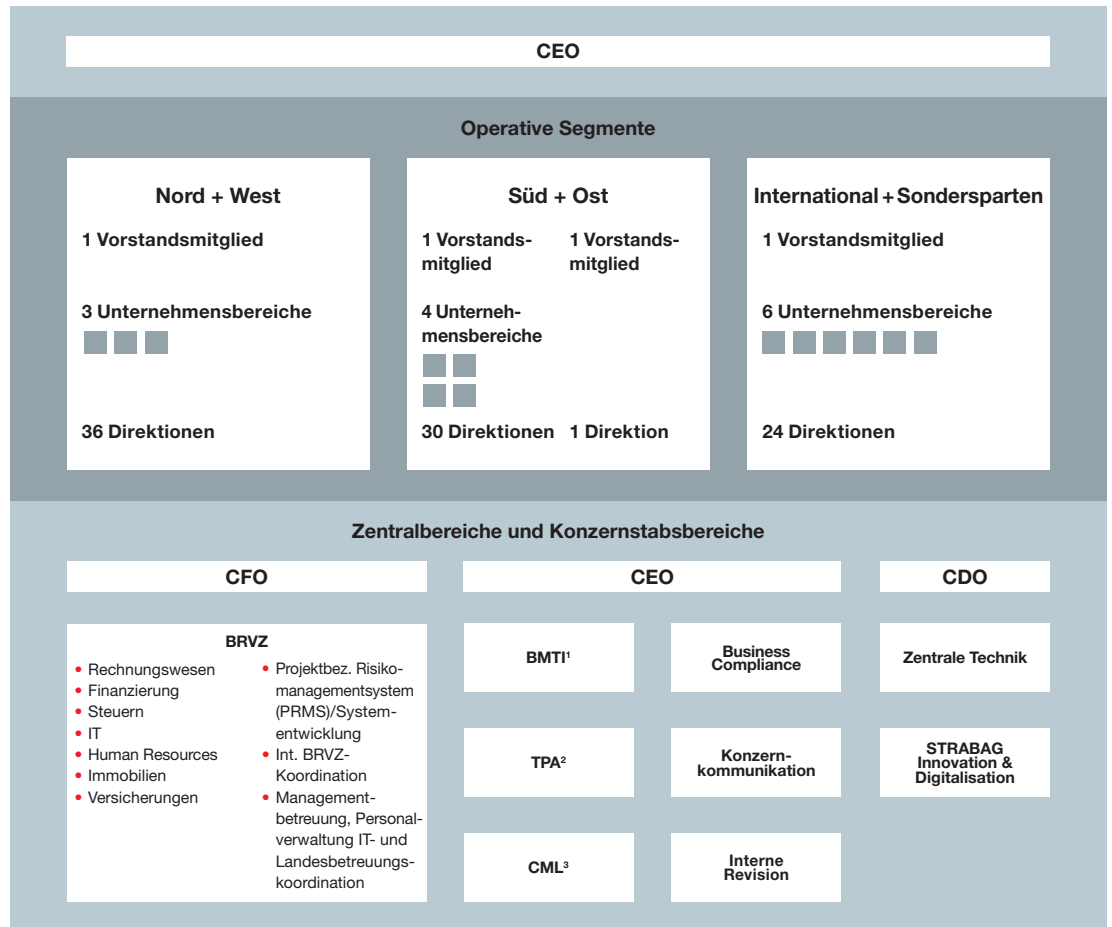 CEO
Operative Segmente
Nord + West
1 Vorstandsmitglied
3 Unternehmensbereiche
36 Direktionen
Süd + Ost
1 Vorstands-
mitglied
1 Vorstands-
mitglied
4 Unterneh-
mensbereiche
30 Direktionen
1 Direktion
International + Sondersparten
1 Vorstandsmitglied
6 Unternehmensbereiche
24 Direktionen
Zentralbereiche und Konzernstabsbereiche
CFO
BRVZ
• Rechnungswesen
• Finanzierung
• Steuern
• IT
• Human Resources
• Immobilien
• Versicherungen
• Projektbez. Risiko-
managementsystem
(PRMS)/System-
entwicklung
• Int. BRVZ-
Koordination
• Management-
betreuung, Personal-
verwaltung IT- und
Landesbetreuungs-
koordination
CEO
BMTI¹
Business
Compliance
TPA²
Konzern-
kommunikation
CML³
Interne
Revision
CDO
Zentrale Technik
STRABAG
Innovation &
Digitalisation